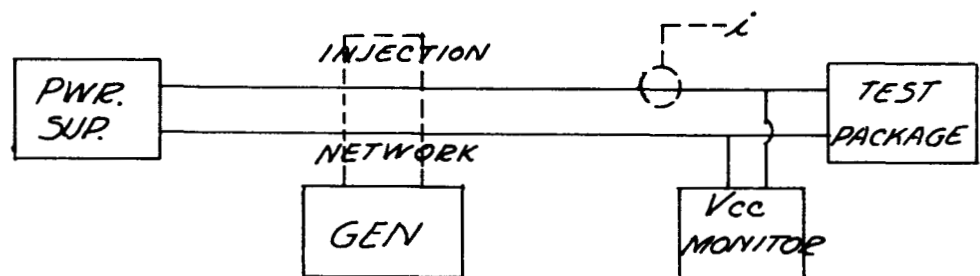 INJECTION
i
PWR.
SUP.
TEST
PACKAGE
NETWORK
GEN
Vcc
MONITOR